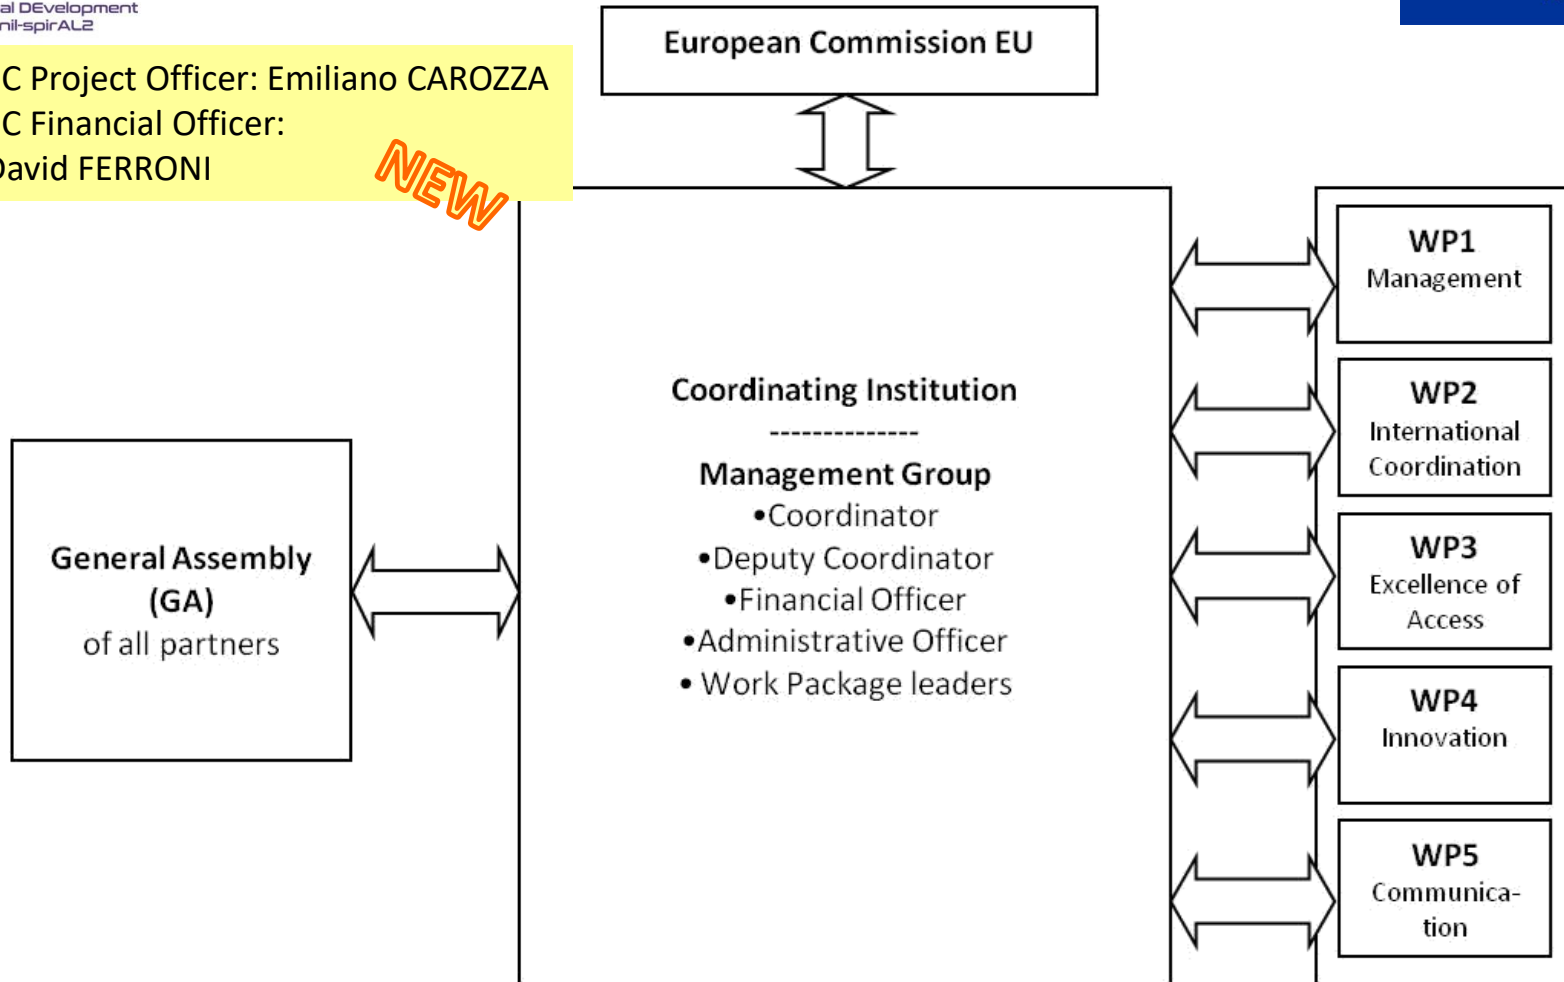 al DEvelopment
nil-spirAL2
European Commission EU
C Project Officer: Emiliano CAROZZA
C Financial Officer:
David FERRONI
NEW
WP1
Management
WP2
International
Coordination
WP3
Excellence of
Access
WP4
Innovation
WP5
Communica-
tion
Coordinating Institution
--------------
Management Group
•Coordinator
•Deputy Coordinator
•Financial Officer
•Administrative Officer
• Work Package leaders
General Assembly
(GA)
of all partners